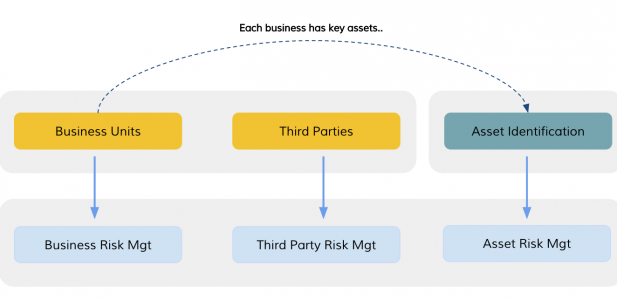 Each business has key assets..
Business Units
Third Parties
Asset Identification
Business Risk Mgt
Third Party Risk Mgt
Asset Risk Mgt